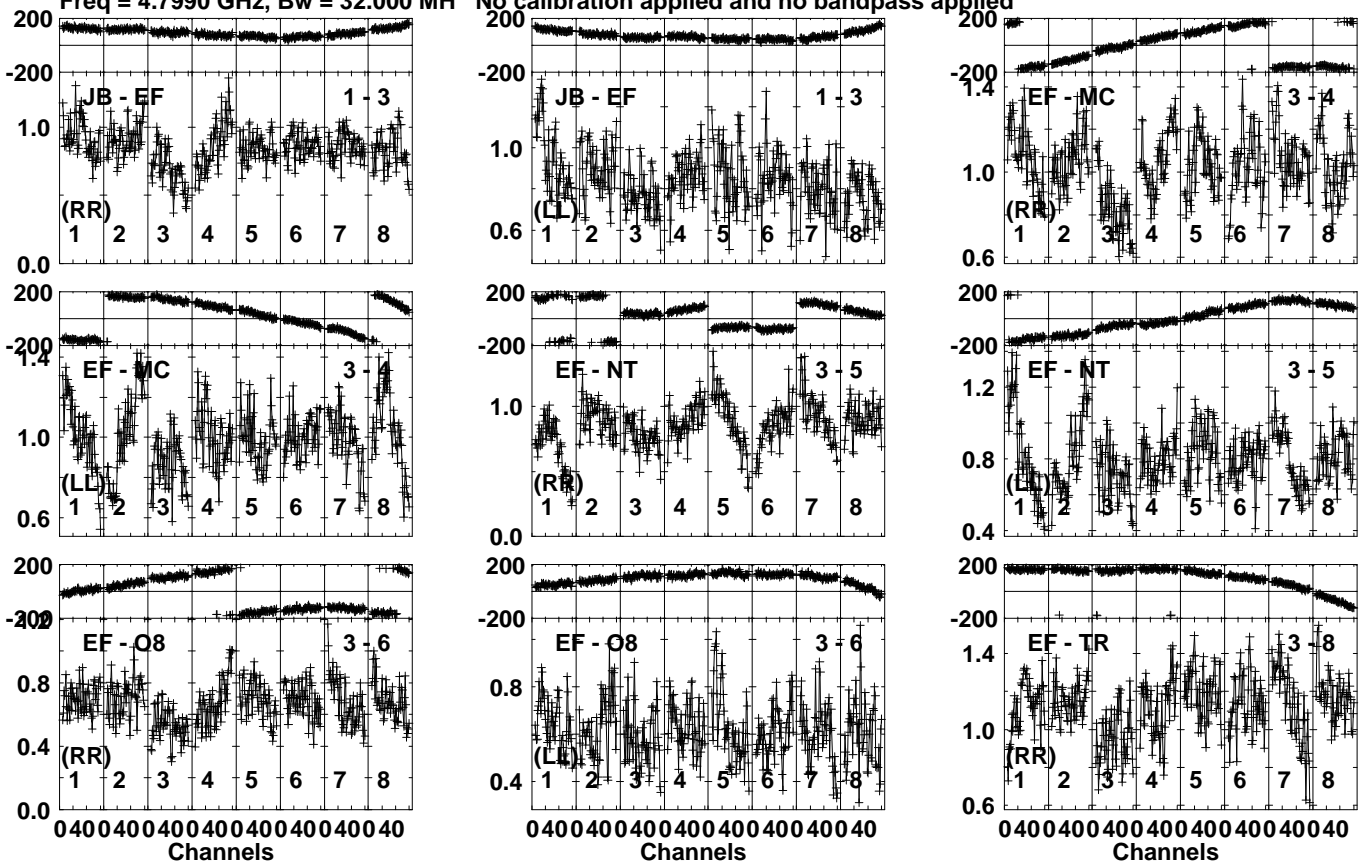 Freq = 4.7990 GHz, Bw = 32.000 MH No calibration applied and no bandpass applied
200 200 200
-200 -200 -200
JB - EF 1 - 3 JB - EF 1 - 3 EF - MC 3 - 4
1.4
1.0 1.0 1.0
(RR) (LL) (RR)
0.6 0.6
1 2 3 4 5 6 7 8 1 2 3 4 5 6 7 8 1 2 3 4 5 6 7 8
0.0
200 200 200
-200 -200 -200
1.4
EF - MC 3 - 4 EF - NT 3 - 5 EF - NT 3 - 5
1.2
1.0 1.0
0.8
(LL) (RR) (LL)
0.6
1 2 3 4 5 6 7 8 1 2 3 4 5 6 7 8 1 2 3 4 5 6 7 8
0.0 0.4
200 200 200
-200 -200 -200
1.2
EF - O8 3 - 6 EF - O8 3 - 6 EF - TR 3 - 8
1.4
0.8 0.8
1.0
0.4
(RR) (LL) (RR)
1 2 3 4 5 6 7 8 1 2 3 4 5 6 7 8 1 2 3 4 5 6 7 8
0.4
0.0 0.6
0 40 0 40 0 40 0 40 0 40 0 40 0 40 0 40 0 40 0 40 0 40 0 40 0 40 0 40 0 40 0 40 0 40 0 40 0 40 0 40 0 40 0 40 0 40 0 40
Channels Channels Channels